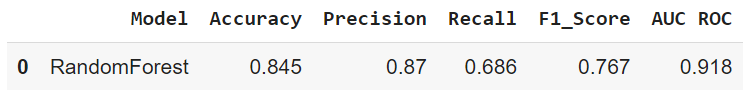 Model Accuracy Precision Recall F1_Score AUC ROC
0 RandomForest 0.845 0.87 0.686 0.767 0.918